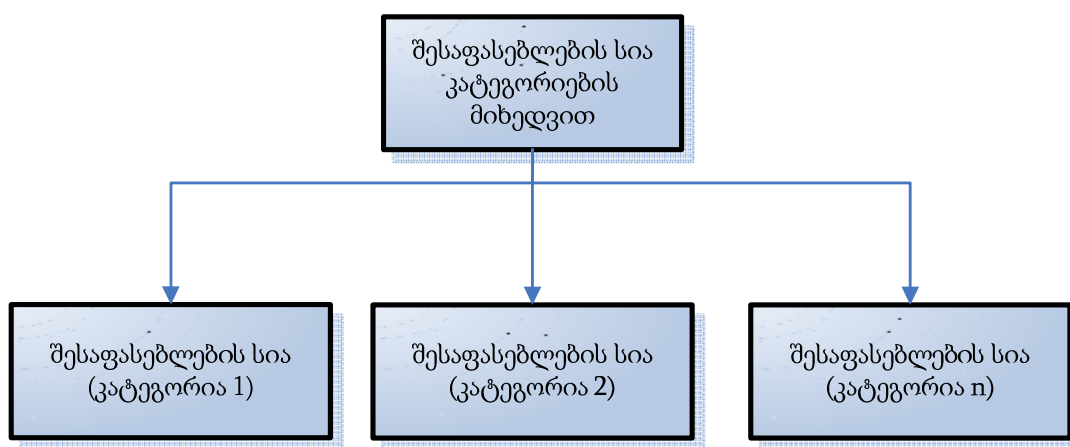 შესაფასებლების სია
კატეგორიების
მიხედვით
შესაფასებლების სია
(კატეგორია 1)
შესაფასებლების სია
(კატეგორია 2)
შესაფასებლების სია
(კატეგორია n)